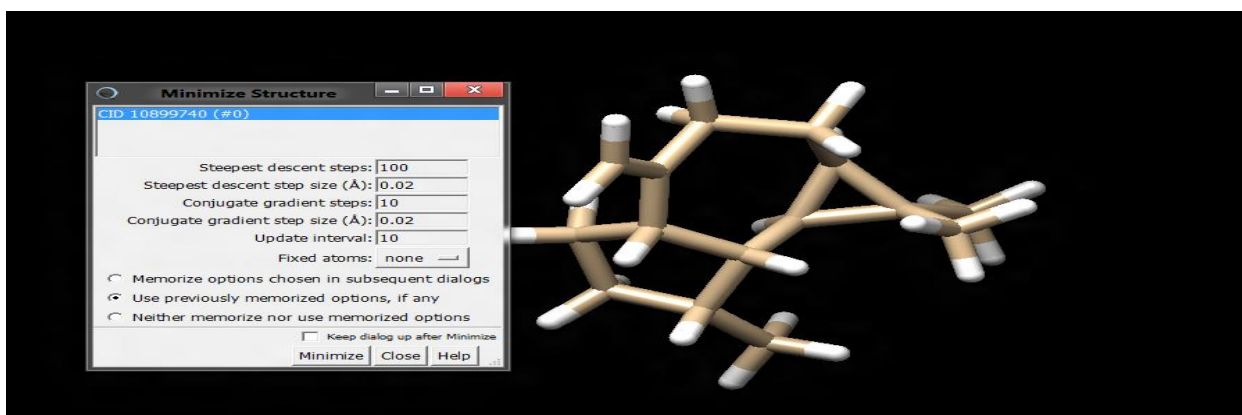 Minimize Structure
CID 10899740 (#0)
Steepest descent steps: 100
Steepest descent step size (Å): 0.02
Conjugate gradient steps: 10
Conjugate gradient step size (Å): 0.02
Update interval: 10
Fixed atoms: none
Memorize options chosen in subsequent dialogs
Use previously memorized options, if any
Neither memorize nor use memorized options
Keep dialog up after Minimize
Minimize Close Help